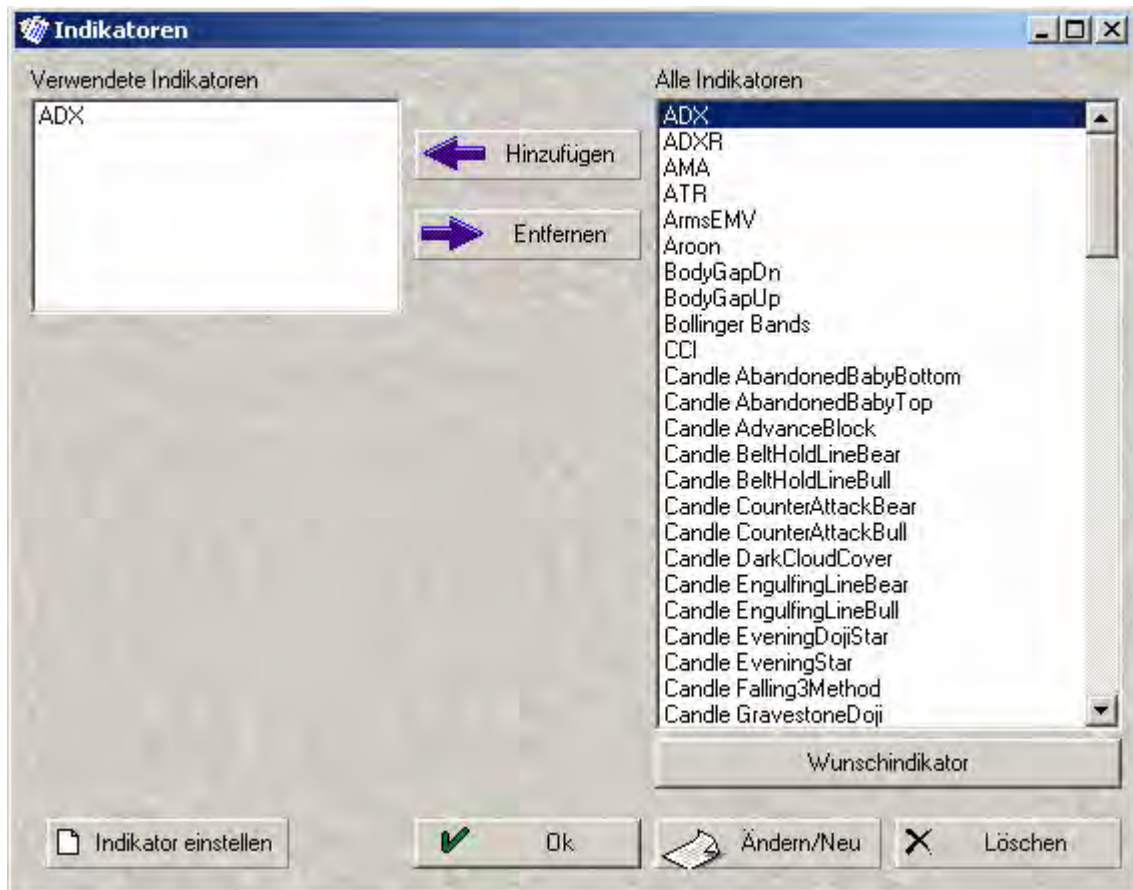 Indikatoren
Verwendete Indikatoren
ADX
Hinzufügen
Entfernen
Alle Indikatoren
ADX
ADXR
AMA
ATR
ArmsEMV
Aroon
BodyGapDn
BodyGapUp
Bollinger Bands
CCI
Candle AbandonedBabyBottom
Candle AbandonedBabyTop
Candle AdvanceBlock
Candle BeltHoldLineBear
Candle BeltHoldLineBull
Candle CounterAttackBear
Candle CounterAttackBull
Candle DarkCloudCover
Candle EngulfingLineBear
Candle EngulfingLineBull
Candle EveningDojiStar
Candle EveningStar
Candle Falling3Method
Candle GravestoneDoji
Wunschindikator
Indikator einstellen
Ok
Ändern/Neu
Löschen